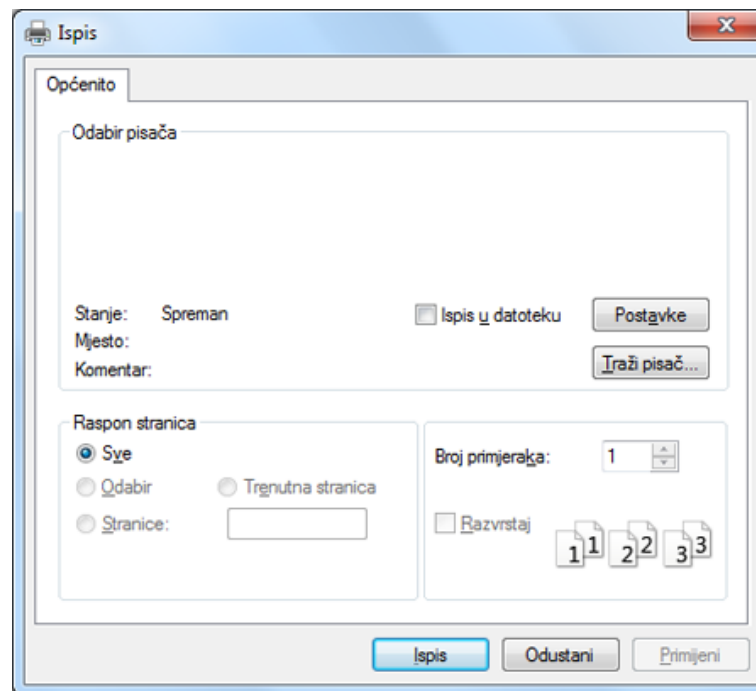 Ispis
Općenito
Odabir pisača
Stanje: Spreman
Ispis u datoteku
Postavke
Mjesto:
Komentar:
Traži pisač...
Raspon stranica
Sve
Odabir
Trenutna stranica
Stranice:
Broj primjeraka: 1
Razvrstaj
1 1 2 2 3 3
Ispis
Odustani
Primijeni